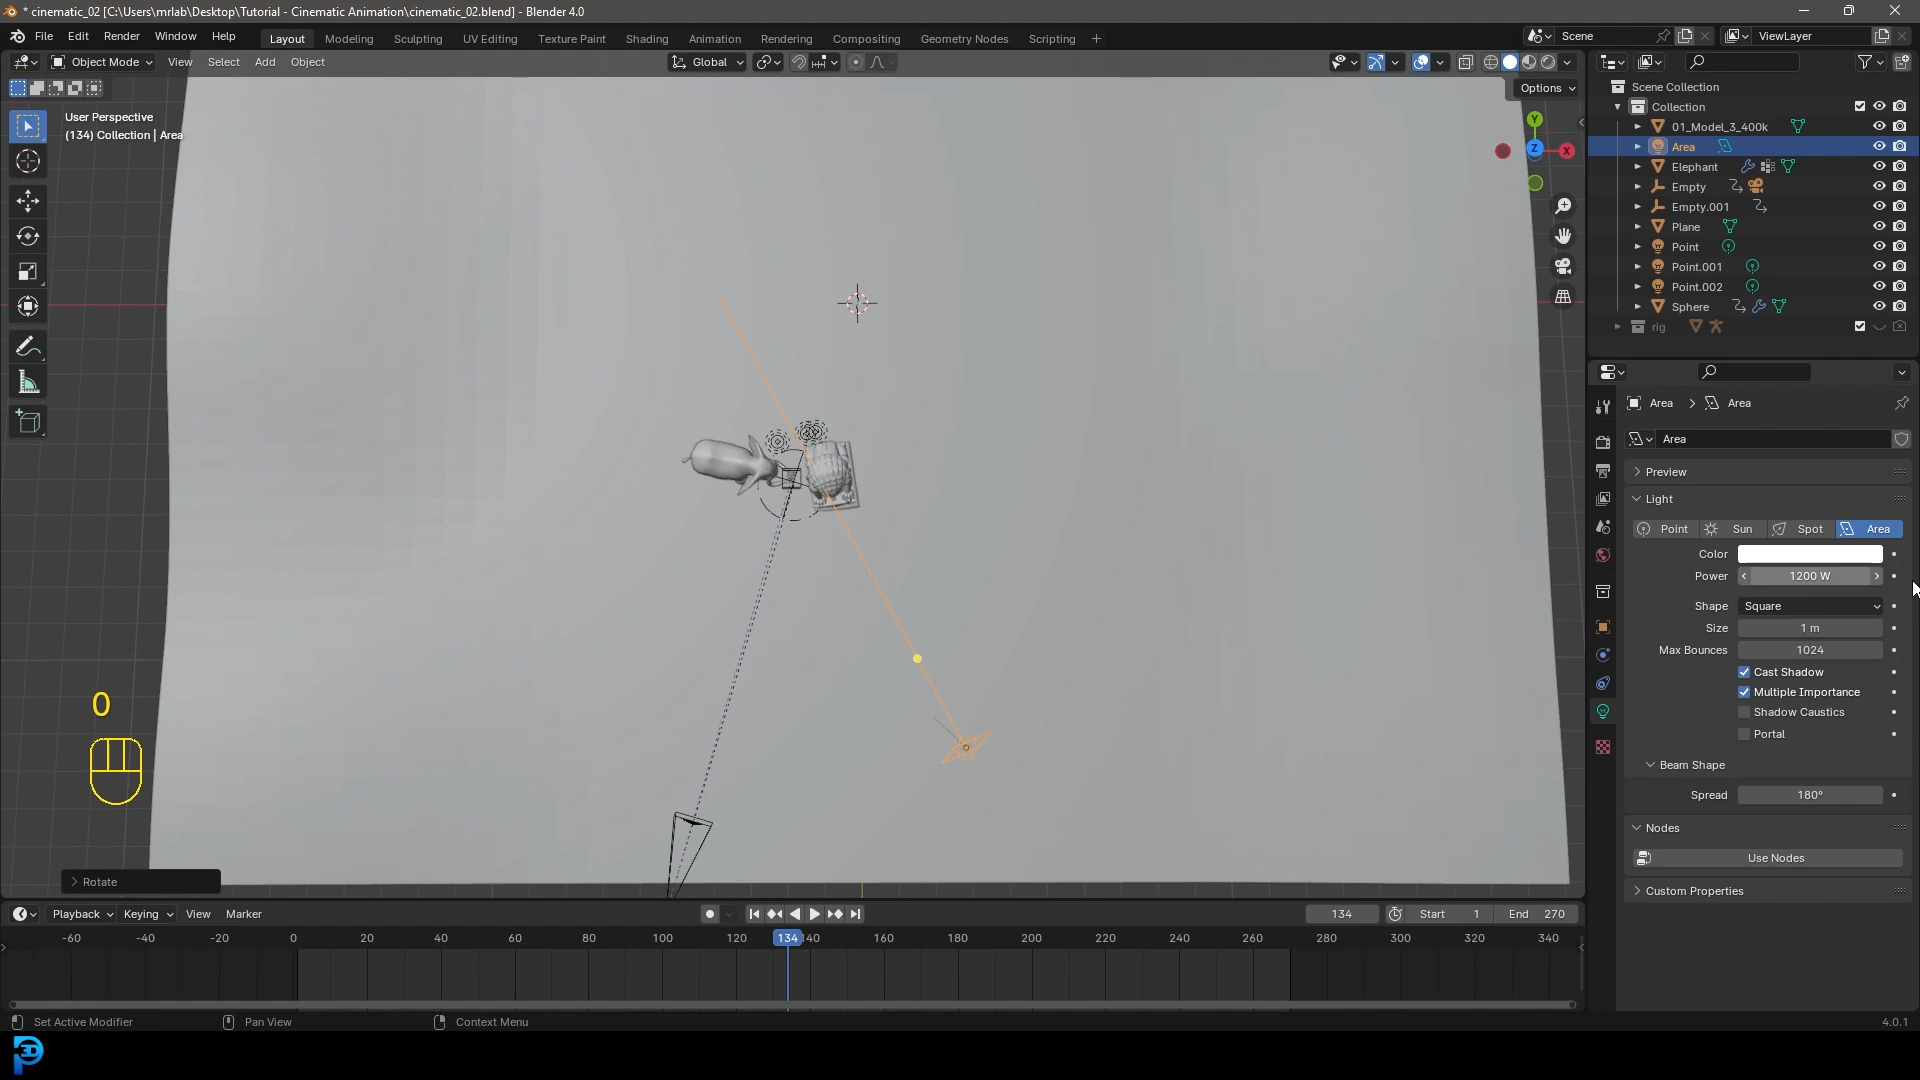 * cinematic_02 [C:\Users\mrlab\Desktop\Tutorial - Cinematic Animation\cinematic_02.blend] - Blender 4.0
File Edit Render Window Help Layout Modeling Sculpting UV Editing Texture Paint Shading Animation Rendering Compositing Geometry Nodes Scripting + Scene ViewLayer
Object Mode View Select Add Object Global
Options
User Perspective
(134) Collection | Area
Y
Z
X
Scene Collection
Collection
01_Model_3_400k
Area
Elephant
Empty
Empty.001
Plane
Point
Point.001
Point.002
Sphere
rig
Area > Area
Area
Preview
Light
Point Sun Spot Area
Color
Power 1200 W
Shape Square
Size 1 m
Max Bounces 1024
Cast Shadow
Multiple Importance
Shadow Caustics
Portal
Beam Shape
Spread 180°
Nodes
Use Nodes
Custom Properties
0
Rotate
Playback Keying View Marker 134 Start 1 End 270
-60 -40 -20 0 20 40 60 80 100 120 134 140 160 180 200 220 240 260 280 300 320 340
Set Active Modifier Pan View Context Menu 4.0.1
3D